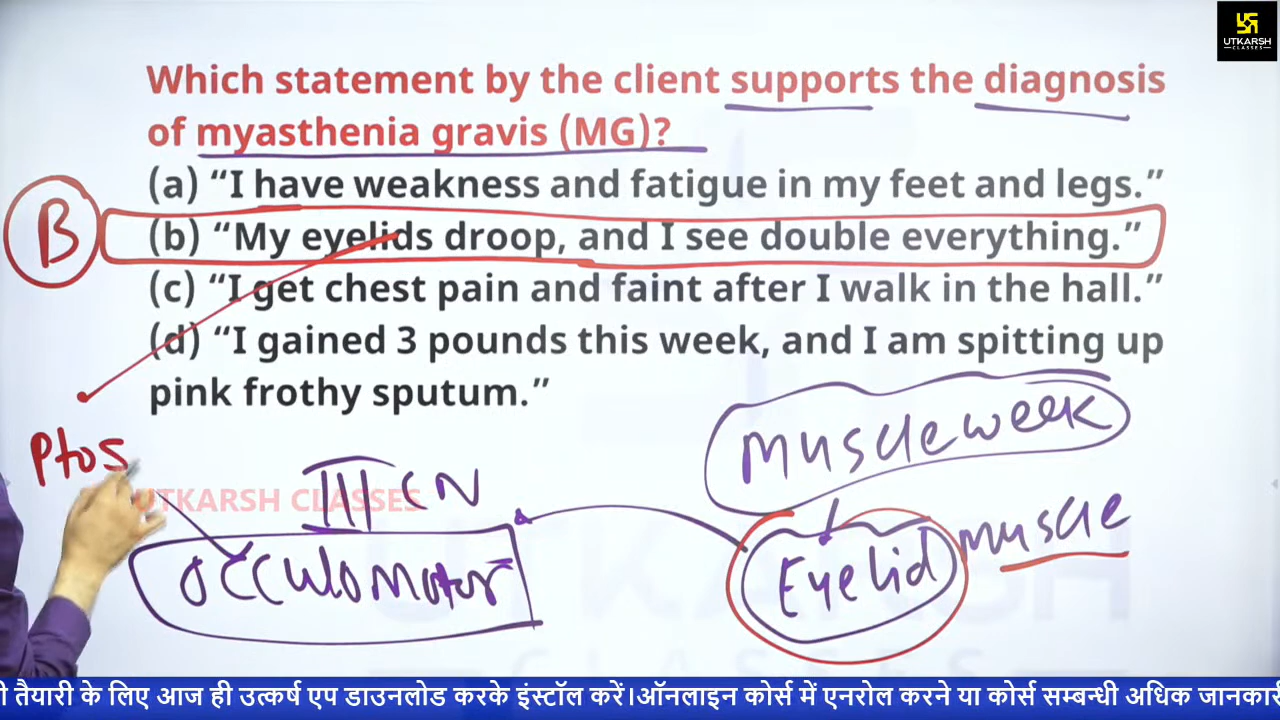 UTKARSH
CLASSES
Which statement by the client supports the diagnosis
of myasthenia gravis (MG)?
(a) “I have weakness and fatigue in my feet and legs.”
B
(b) “My eyelids droop, and I see double everything.”
(c) “I get chest pain and faint after I walk in the hall.”
(d) “I gained 3 pounds this week, and I am spitting up
pink frothy sputum.”
Muscle week
Ptos
III CN
UTKARSH CLASSES
Eyelid muscle
Occulomotor
तैयारी के लिए आज ही उत्कर्ष एप डाउनलोड करके इंस्टॉल करें।ऑनलाइन कोर्स में एनरोल करने या कोर्स सम्बन्धी अधिक जानकारी